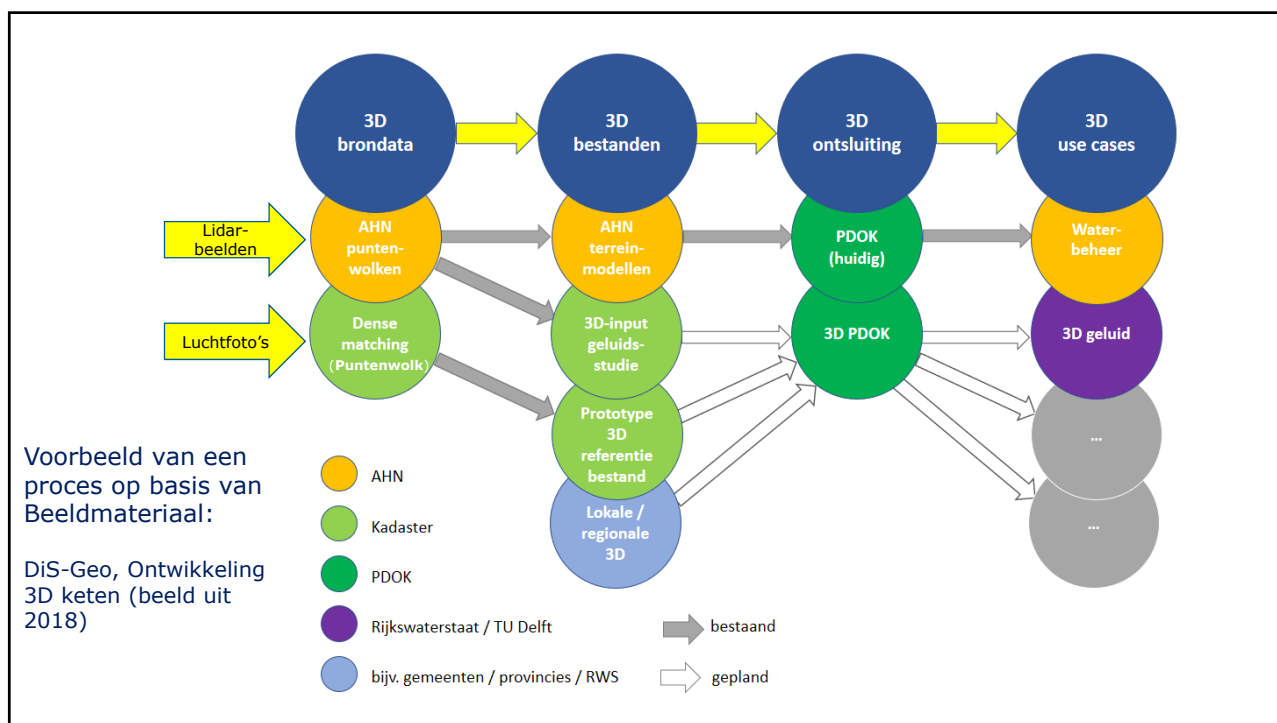 3D
brondata
3D
bestanden
3D
ontsluiting
3D
use cases
Lidar-
beelden
AHN
punten-
wolken
AHN
terrein-
modellen
PDOK
(huidig)
Water-
beheer
Luchtfoto's
Dense
matching
(Puntenwolk)
3D-input
geluids-
studie
3D PDOK
3D geluid
Prototype
3D
referentie
bestand
...
Lokale /
regionale
3D
...
Voorbeeld van een
proces op basis van
Beeldmateriaal:
DiS-Geo, Ontwikkeling
3D keten (beeld uit
2018)
AHN
Kadaster
PDOK
Rijkswaterstaat / TU Delft
bijv. gemeenten / provincies / RWS
bestaand
gepland